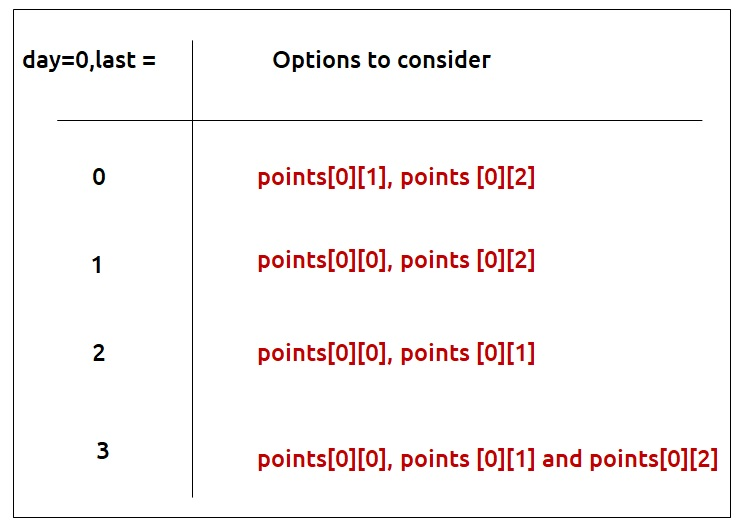 day=0,last = Options to consider
0 points[0][1], points [0][2]
1 points[0][0], points [0][2]
2 points[0][0], points [0][1]
3 points[0][0], points [0][1] and points[0][2]